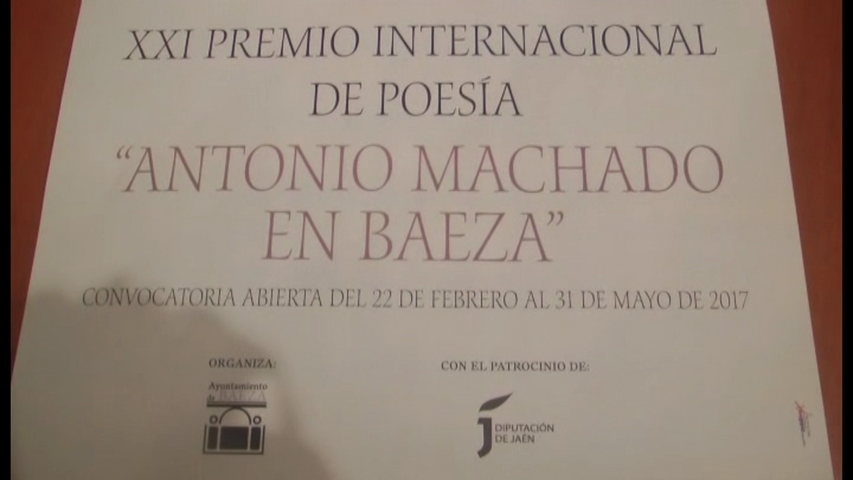 XXI PREMIO INTERNACIONAL
DE POESÍA
“ANTONIO MACHADO
EN BAEZA”
CONVOCATORIA ABIERTA DEL 22 DE FEBRERO AL 31 DE MAYO DE 2017
ORGANIZA:
CON EL PATROCINIO DE:
Ayuntamiento
de BAEZA
DIPUTACIÓN
DE JAÉN